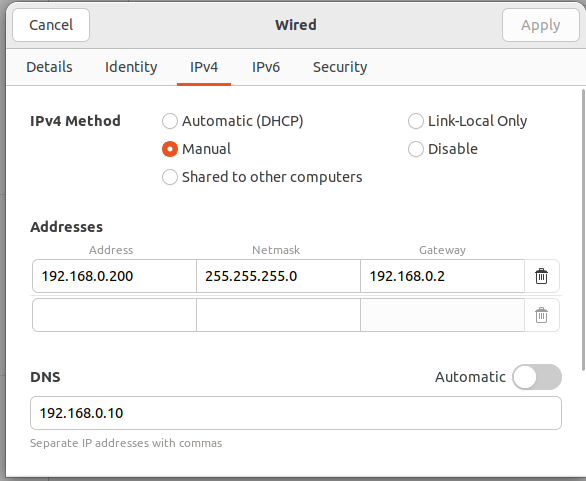 Cancel Wired Apply
Details Identity IPv4 IPv6 Security
IPv4 Method Automatic (DHCP) Link-Local Only
Manual Disable
Shared to other computers
Addresses
Address Netmask Gateway
192.168.0.200 255.255.255.0 192.168.0.2
DNS Automatic
192.168.0.10
Separate IP addresses with commas